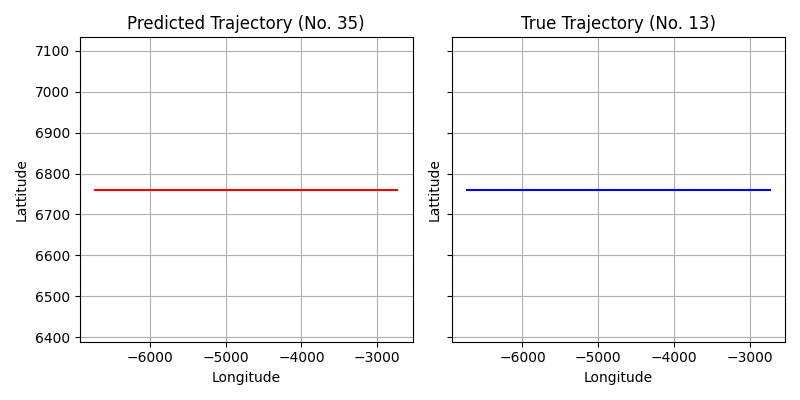 Predicted Trajectory (No. 35)
True Trajectory (No. 13)
7100
7000
6900
6800
6700
6600
6500
6400
Lattitude
Lattitude
−6000
−5000
−4000
−3000
−6000
−5000
−4000
−3000
Longitude
Longitude